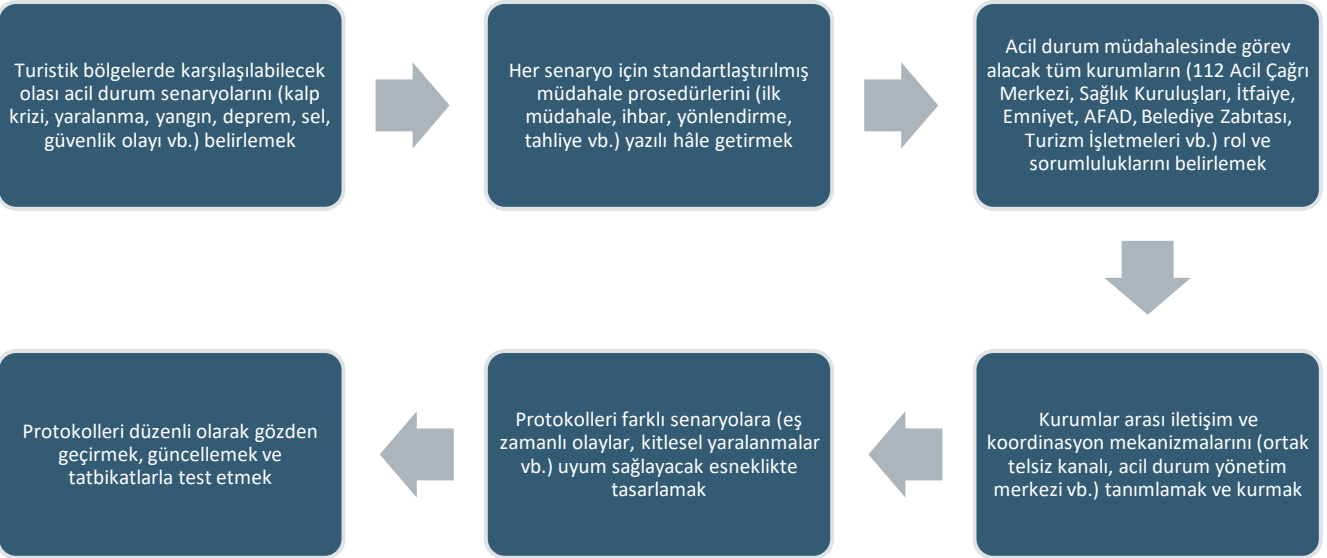 Turistik bölgelerde karşılaşılabilecek
olası acil durum senaryolarını (kalp
krizi, yaralanma, yangın, deprem, sel,
güvenlik olayı vb.) belirlemek
Her senaryo için standartlaştırılmış
müdahale prosedürlerini (ilk
müdahale, ihbar, yönlendirme,
tahliye vb.) yazılı hâle getirmek
Acil durum müdahalesinde görev
alacak tüm kurumların (112 Acil Çağrı
Merkezi, Sağlık Kuruluşları, İtfaiye,
Emniyet, AFAD, Belediye Zabıtası,
Turizm İşletmeleri vb.) rol ve
sorumluluklarını belirlemek
Kurumlar arası iletişim ve
koordinasyon mekanizmalarını (ortak
telsiz kanalı, acil durum yönetim
merkezi vb.) tanımlamak ve kurmak
Protokolleri farklı senaryolara (eş
zamanlı olaylar, kitlesel yaralanmalar
vb.) uyum sağlayacak esneklikte
tasarlamak
Protokolleri düzenli olarak gözden
geçirmek, güncellemek ve
tatbikatlarla test etmek